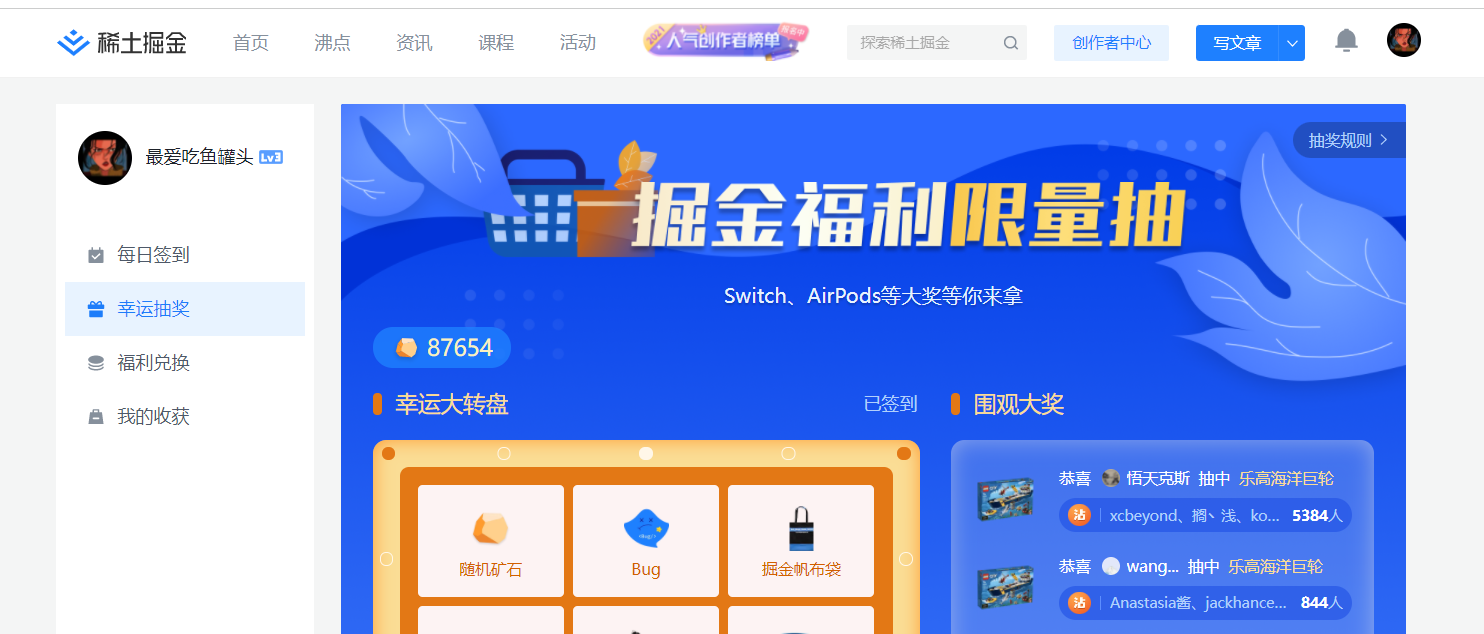 稀土掘金 首页 沸点 资讯 课程 活动 2021 人气创作者榜单 报名中 探索稀土掘金 创作者中心 写文章
最爱吃鱼罐头 Lv3
每日签到
幸运抽奖
福利兑换
我的收获
抽奖规则
掘金福利限量抽
Switch、AirPods等大奖等你来拿
87654
幸运大转盘 已签到
随机矿石 Bug 掘金帆布袋
围观大奖
恭喜 悟天克斯 抽中 乐高海洋巨轮
沾 xcbeyond、搁丶浅、ko... 5384人
恭喜 wang... 抽中 乐高海洋巨轮
沾 Anastasia酱、jackhance... 844人